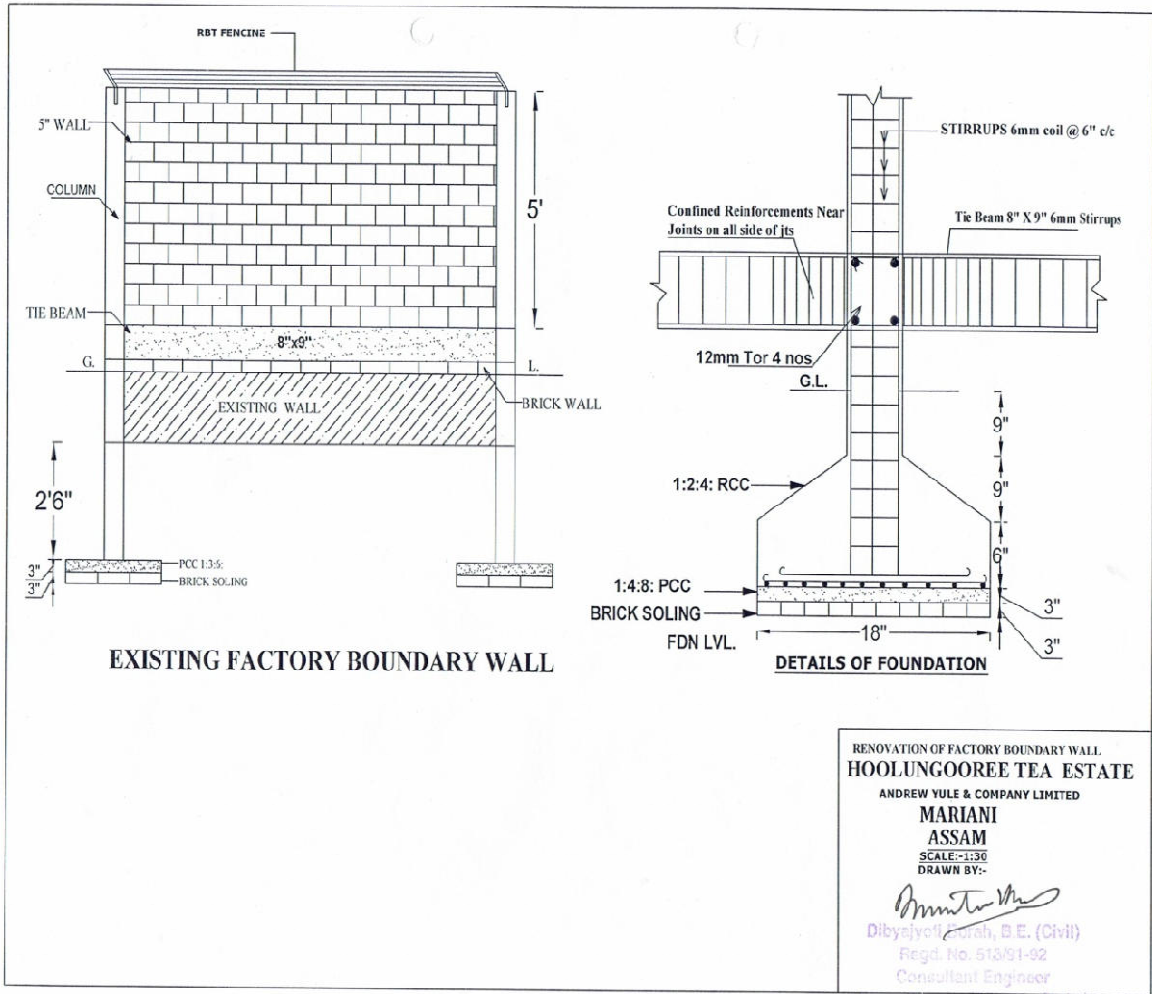 RBT FENCINE
5" WALL
COLUMN
5'
TIE BEAM
8"x9"
G.
L.
EXISTING WALL
BRICK WALL
2'6"
PCC 1:3:6:
3"
BRICK SOLING
3"
EXISTING FACTORY BOUNDARY WALL
STIRRUPS 6mm coil @ 6" c/c
Confined Reinforcements Near
Joints on all side of jts
Tie Beam 8" X 9" 6mm Stirrups
12mm Tor 4 nos
G.L.
9"
1:2:4: RCC
9"
6"
1:4:8: PCC
BRICK SOLING
3"
FDN LVL.
18"
3"
DETAILS OF FOUNDATION
RENOVATION OF FACTORY BOUNDARY WALL
HOOLUNGOOREE TEA ESTATE
ANDREW YULE & COMPANY LIMITED
MARIANI
ASSAM
SCALE:-1:30
DRAWN BY:-
Dibyajyoti Borah, B.E. (Civil)
Regd. No. 513/91-92
Consultant Engineer